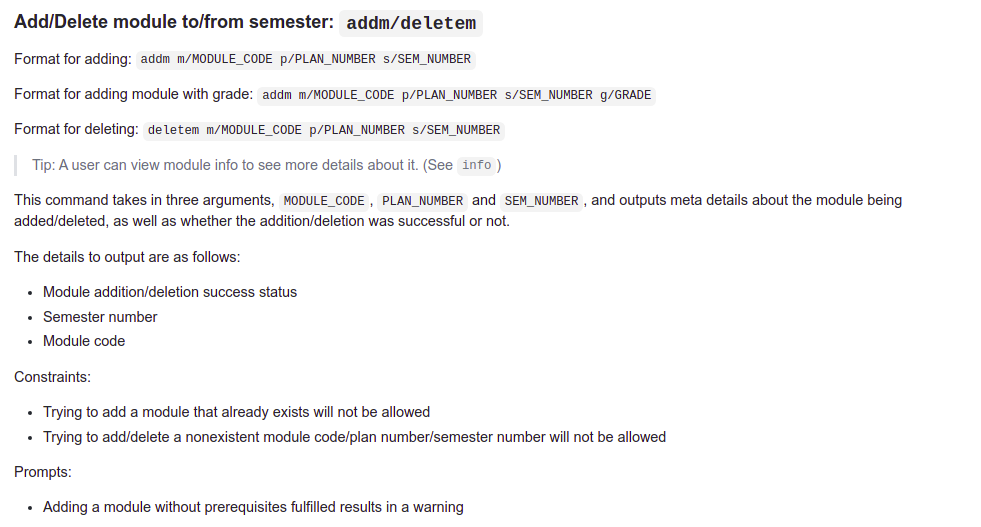 Add/Delete module to/from semester: addm/deletem
Format for adding: addm m/MODULE_CODE p/PLAN_NUMBER s/SEM_NUMBER
Format for adding module with grade: addm m/MODULE_CODE p/PLAN_NUMBER s/SEM_NUMBER g/GRADE
Format for deleting: deletem m/MODULE_CODE p/PLAN_NUMBER s/SEM_NUMBER
Tip: A user can view module info to see more details about it. (See info)
This command takes in three arguments, MODULE_CODE, PLAN_NUMBER and SEM_NUMBER, and outputs meta details about the module being
added/deleted, as well as whether the addition/deletion was successful or not.
The details to output are as follows:
• Module addition/deletion success status
• Semester number
• Module code
Constraints:
• Trying to add a module that already exists will not be allowed
• Trying to add/delete a nonexistent module code/plan number/semester number will not be allowed
Prompts:
• Adding a module without prerequisites fulfilled results in a warning